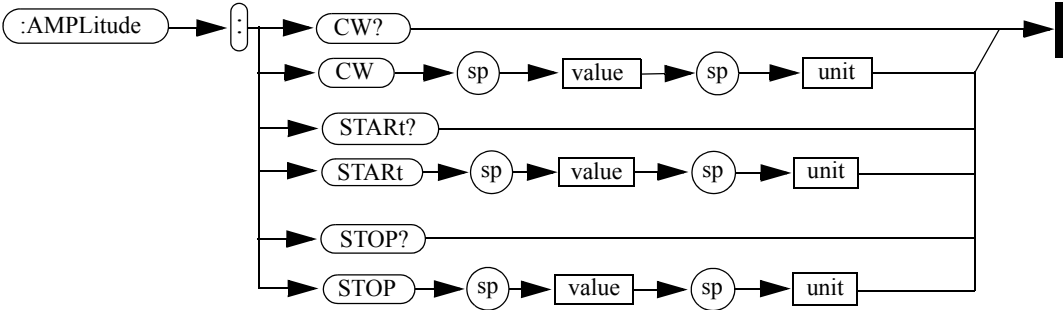 :AMPLitude : CW?
CW sp value sp unit
STARt?
STARt sp value sp unit
STOP?
STOP sp value sp unit